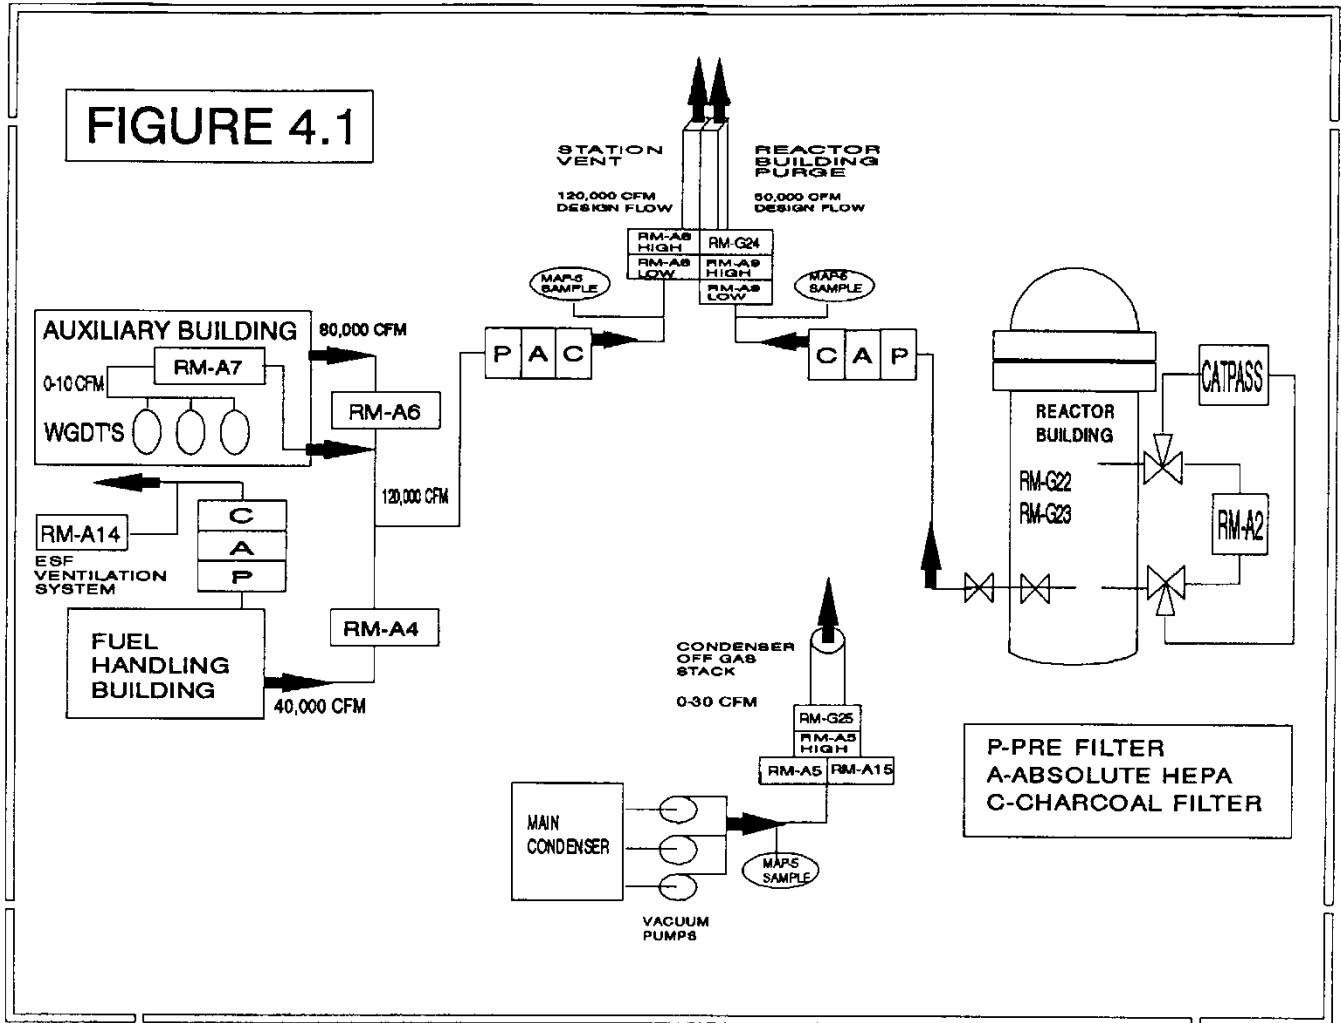 FIGURE 4.1
STATION
VENT
120,000 CFM
DESIGN FLOW
REACTOR
BUILDING
PURGE
50,000 CFM
DESIGN FLOW
RM-A8
HIGH
RM-G24
RM-A8
LOW
RM-A9
HIGH
RM-A9
LOW
MAP-5
SAMPLE
MAP-5
SAMPLE
AUXILIARY BUILDING
80,000 CFM
RM-A7
0-10 CFM
WGDT'S
RM-A6
120,000 CFM
P A C
C A P
RM-A14
ESF
VENTILATION
SYSTEM
C
A
P
FUEL
HANDLING
BUILDING
40,000 CFM
RM-A4
REACTOR
BUILDING
RM-G22
RM-G23
CATPASS
RM-A2
CONDENSER
OFF GAS
STACK
0-30 CFM
RM-G25
RM-A5
HIGH
RM-A5 RM-A15
MAIN
CONDENSER
MAP-5
SAMPLE
VACUUM
PUMPS
P-PRE FILTER
A-ABSOLUTE HEPA
C-CHARCOAL FILTER